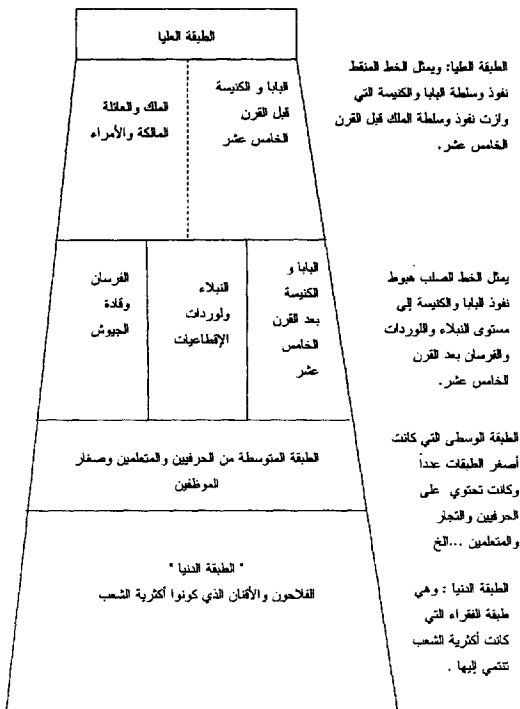 الطبقة العليا
البابا و الكنيسة
قبل القرن
الخامس عشر
الملك والعائلة
المالكة والأمراء
الطبقة العليا: ويمثل الخط المنقط
نفوذ وسلطة البابا والكنيسة التي
وازت نفوذ وسلطة الملك قبل القرن
الخامس عشر.
البابا و
الكنيسة
بعد القرن
الخامس
عشر
النبلاء
ولوردات
الإقطاعيات
الفرسان
وقادة
الجيوش
يمثل الخط الصلب هبوط
نفوذ البابا والكنيسة إلى
مستوى النبلاء واللوردات
والفرسان بعد القرن
الخامس عشر.
الطبقة المتوسطة من الحرفيين والمتعلمين وصغار
الموظفين
الطبقة الوسطى التي كانت
أصغر الطبقات عدداً
وكانت تحتوي على
الحرفيين والتجار
والمتعلمين ...الخ
" الطبقة الدنيا "
الفلاحون والأقنان الذي كونوا أكثرية الشعب
الطبقة الدنيا : وهي
طبقة الفقراء التي
كانت أكثرية الشعب
تنتمي إليها .